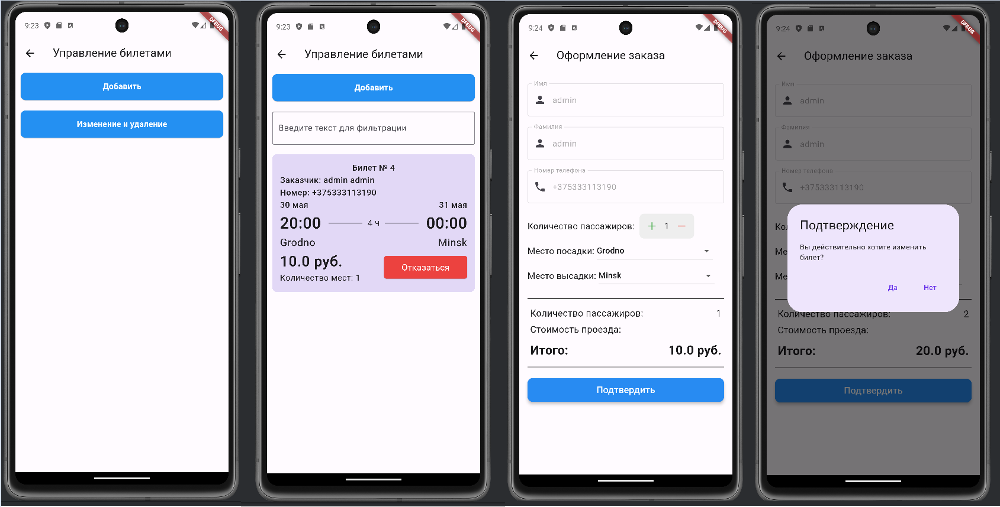 9:23
DEBUG
Управление билетами
Добавить
Изменение и удаление
9:23
DEBUG
Управление билетами
Добавить
Введите текст для фильтрации
Билет № 4
Заказчик: admin admin
Номер: +375333113190
30 мая 31 мая
20:00 4 ч 00:00
Grodno Minsk
10.0 руб.
Отказаться
Количество мест: 1
9:24
DEBUG
Оформление заказа
Имя
admin
Фамилия
admin
Номер телефона
+375333113190
Количество пассажиров: + 1 −
Место посадки: Grodno
Место высадки: Minsk
Количество пассажиров: 1
Стоимость проезда:
Итого: 10.0 руб.
Подтвердить
9:24
DEBUG
Оформление заказа
Имя
admin
Фамилия
admin
Номер телефона
+375333113190
Ко
Ме
Ме
Подтверждение
Вы действительно хотите изменить
билет?
Да Нет
Количество пассажиров: 2
Стоимость проезда:
Итого: 20.0 руб.
Подтвердить